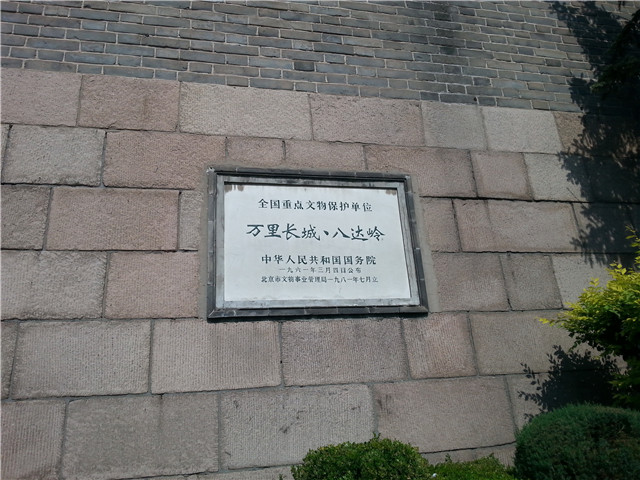 全国重点文物保护单位
万里长城、八达岭
中华人民共和国国务院
一九六一年三月四日公布
北京市文物事业管理局一九八一年七月立